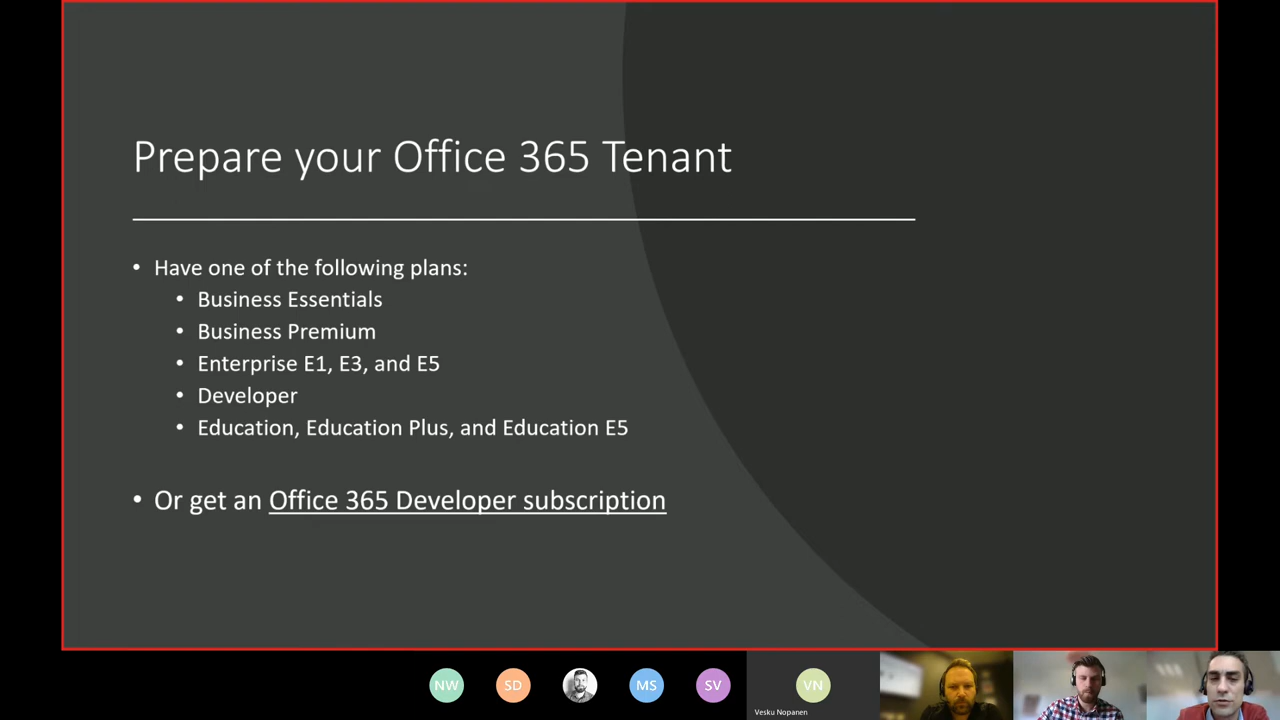 Prepare your Office 365 Tenant
• Have one of the following plans:
• Business Essentials
• Business Premium
• Enterprise E1, E3, and E5
• Developer
• Education, Education Plus, and Education E5
• Or get an Office 365 Developer subscription
NW SD MS SV VN
Vesku Nopanen